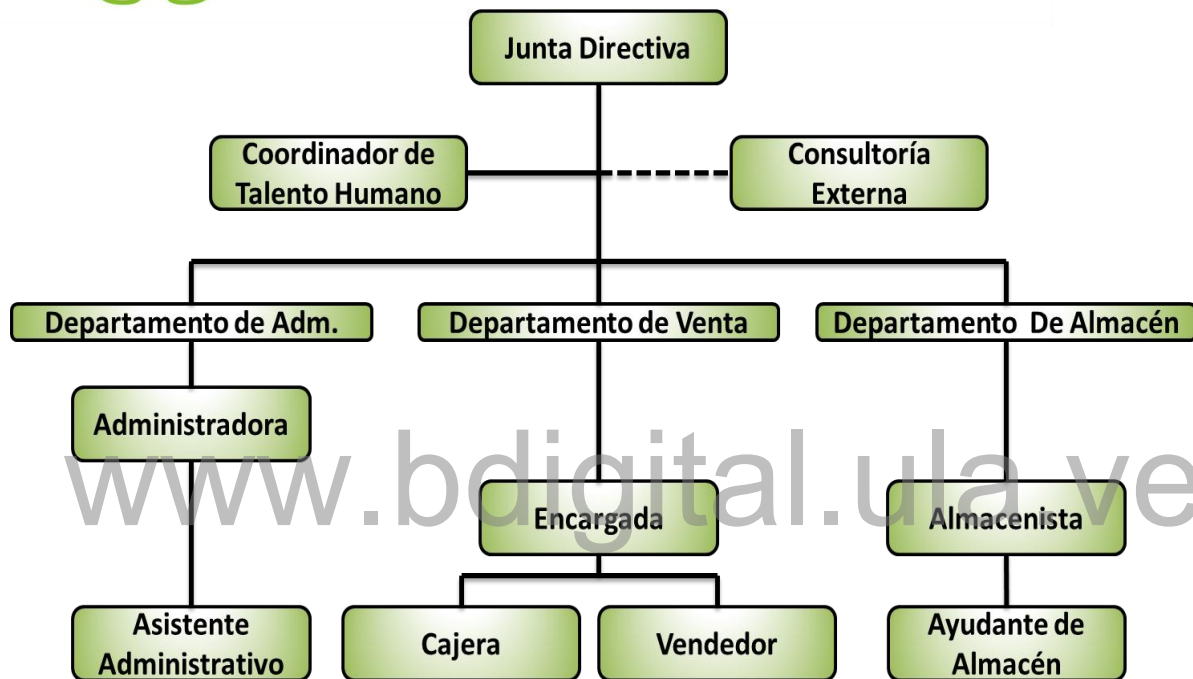 Junta Directiva
Coordinador de
Talento Humano
Consultoría
Externa
Departamento de Adm.
Departamento de Venta
Departamento De Almacén
Administradora
www.bdigital.ula.ve
Encargada
Almacenista
Asistente
Administrativo
Cajera
Vendedor
Ayudante de
Almacén